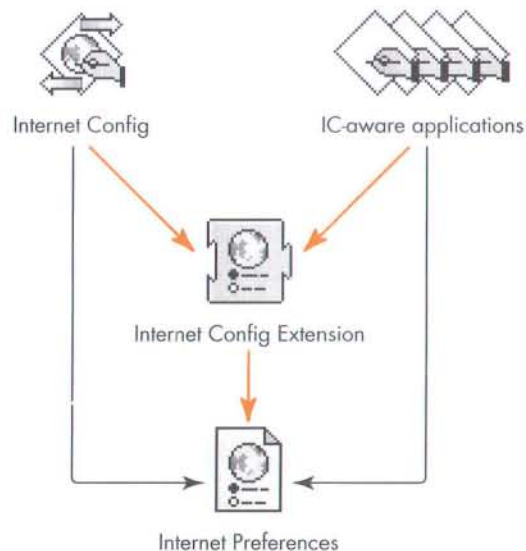 Internet Config
IC-aware applications
Internet Config Extension
Internet Preferences